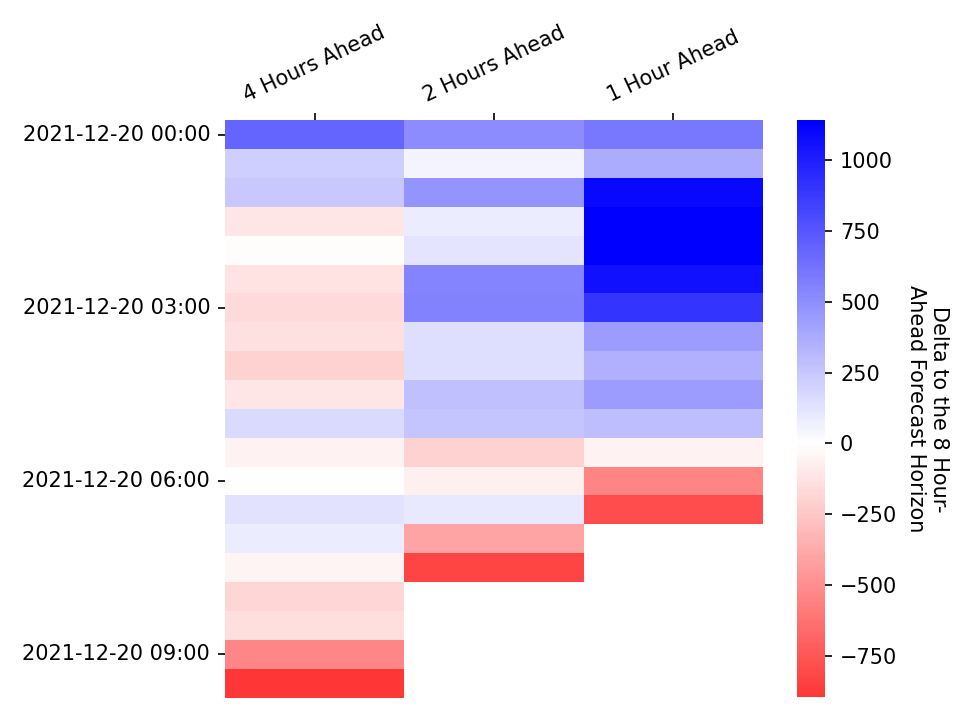 4 Hours Ahead
2 Hours Ahead
1 Hour Ahead
2021-12-20 00:00
2021-12-20 03:00
2021-12-20 06:00
2021-12-20 09:00
1000
750
500
250
0
−250
−500
−750
Delta to the 8 Hour-
Ahead Forecast Horizon